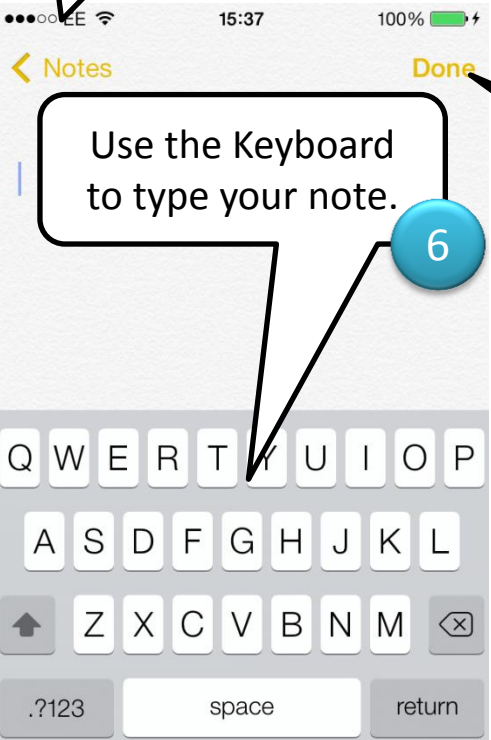 EE 15:37 100%
Notes Done
Use the Keyboard
to type your note.
6
Q W E R T Y U I O P
A S D F G H J K L
Z X C V B N M
.?123 space return